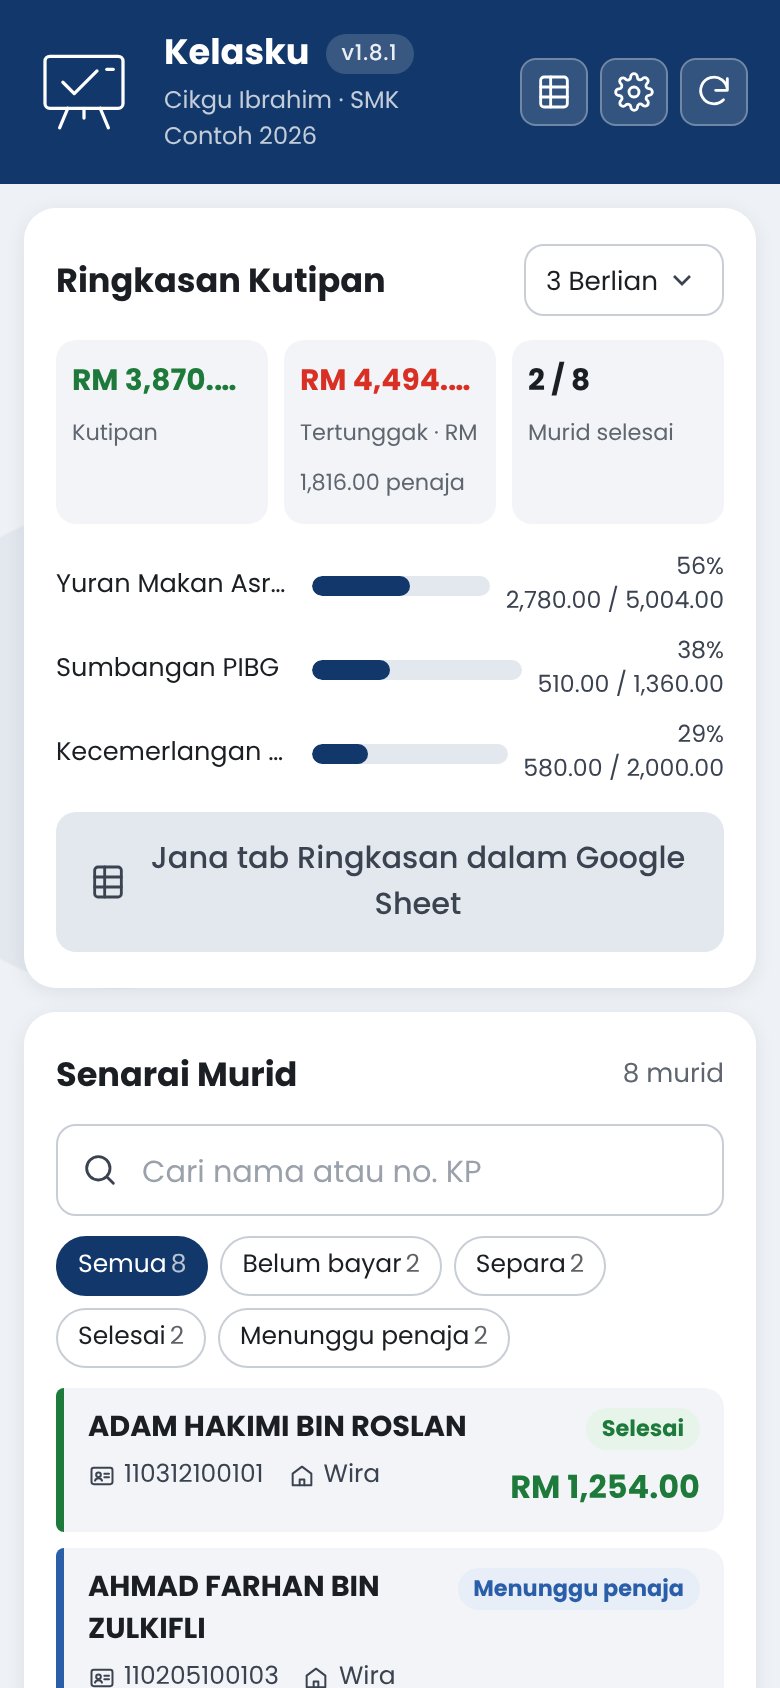 Kelasku v1.8.1
Cikgu Ibrahim · SMK
Contoh 2026
Ringkasan Kutipan
3 Berlian
RM 3,870....
Kutipan
RM 4,494....
Tertunggak · RM
1,816.00 penaja
2 / 8
Murid selesai
Yuran Makan Asr...
56%
2,780.00 / 5,004.00
Sumbangan PIBG
38%
510.00 / 1,360.00
Kecemerlangan ...
29%
580.00 / 2,000.00
Jana tab Ringkasan dalam Google
Sheet
Senarai Murid
8 murid
Cari nama atau no. KP
Semua 8
Belum bayar 2
Separa 2
Selesai 2
Menunggu penaja 2
ADAM HAKIMI BIN ROSLAN
Selesai
110312100101
Wira
RM 1,254.00
AHMAD FARHAN BIN
ZULKIFLI
Menunggu penaja
110205100103
Wira